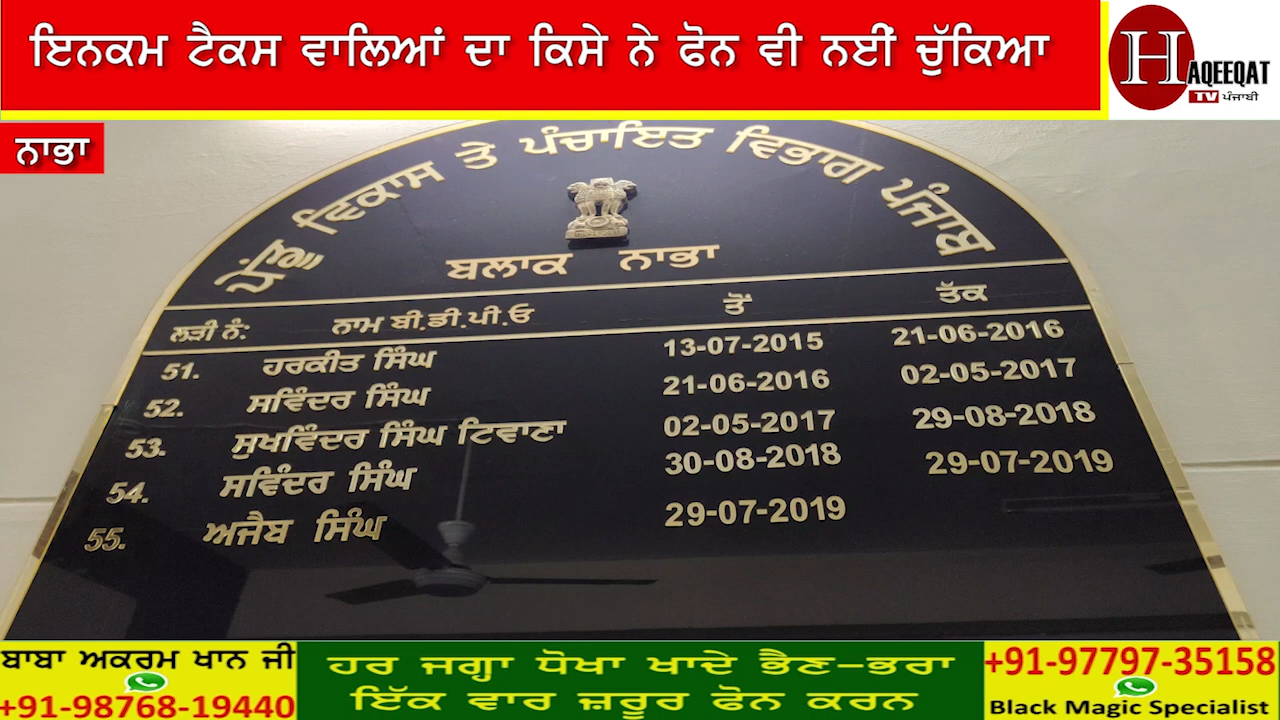 ਇਨਕਮ ਟੈਕਸ ਵਾਲਿਆਂ ਦਾ ਕਿਸੇ ਨੇ ਫੋਨ ਵੀ ਨਈਂ ਚੁੱਕਿਆ
HAQEEQAT
TV ਪੰਜਾਬੀ
ਨਾਭਾ
ਪੇਂਡੂ ਵਿਕਾਸ ਤੇ ਪੰਚਾਇਤ ਵਿਭਾਗ ਪੰਜਾਬ
ਬਲਾਕ ਨਾਭਾ
ਲੜੀ ਨੰ: ਨਾਮ ਬੀ.ਡੀ.ਪੀ.ਓ ਤੋਂ ਤੱਕ
51. ਹਰਕੀਤ ਸਿੰਘ 13-07-2015 21-06-2016
52. ਸਵਿੰਦਰ ਸਿੰਘ 21-06-2016 02-05-2017
53. ਸੁਖਵਿੰਦਰ ਸਿੰਘ ਟਿਵਾਣਾ 02-05-2017 29-08-2018
54. ਸਵਿੰਦਰ ਸਿੰਘ 30-08-2018 29-07-2019
55. ਅਜੈਬ ਸਿੰਘ 29-07-2019
ਬਾਬਾ ਅਕਰਮ ਖਾਨ ਜੀ
+91-98768-19440
ਹਰ ਜਗ੍ਹਾ ਧੋਖਾ ਖਾਦੇ ਭੈਣ-ਭਰਾ
ਇੱਕ ਵਾਰ ਜ਼ਰੂਰ ਫੋਨ ਕਰਨ
+91-97797-35158
Black Magic Specialist